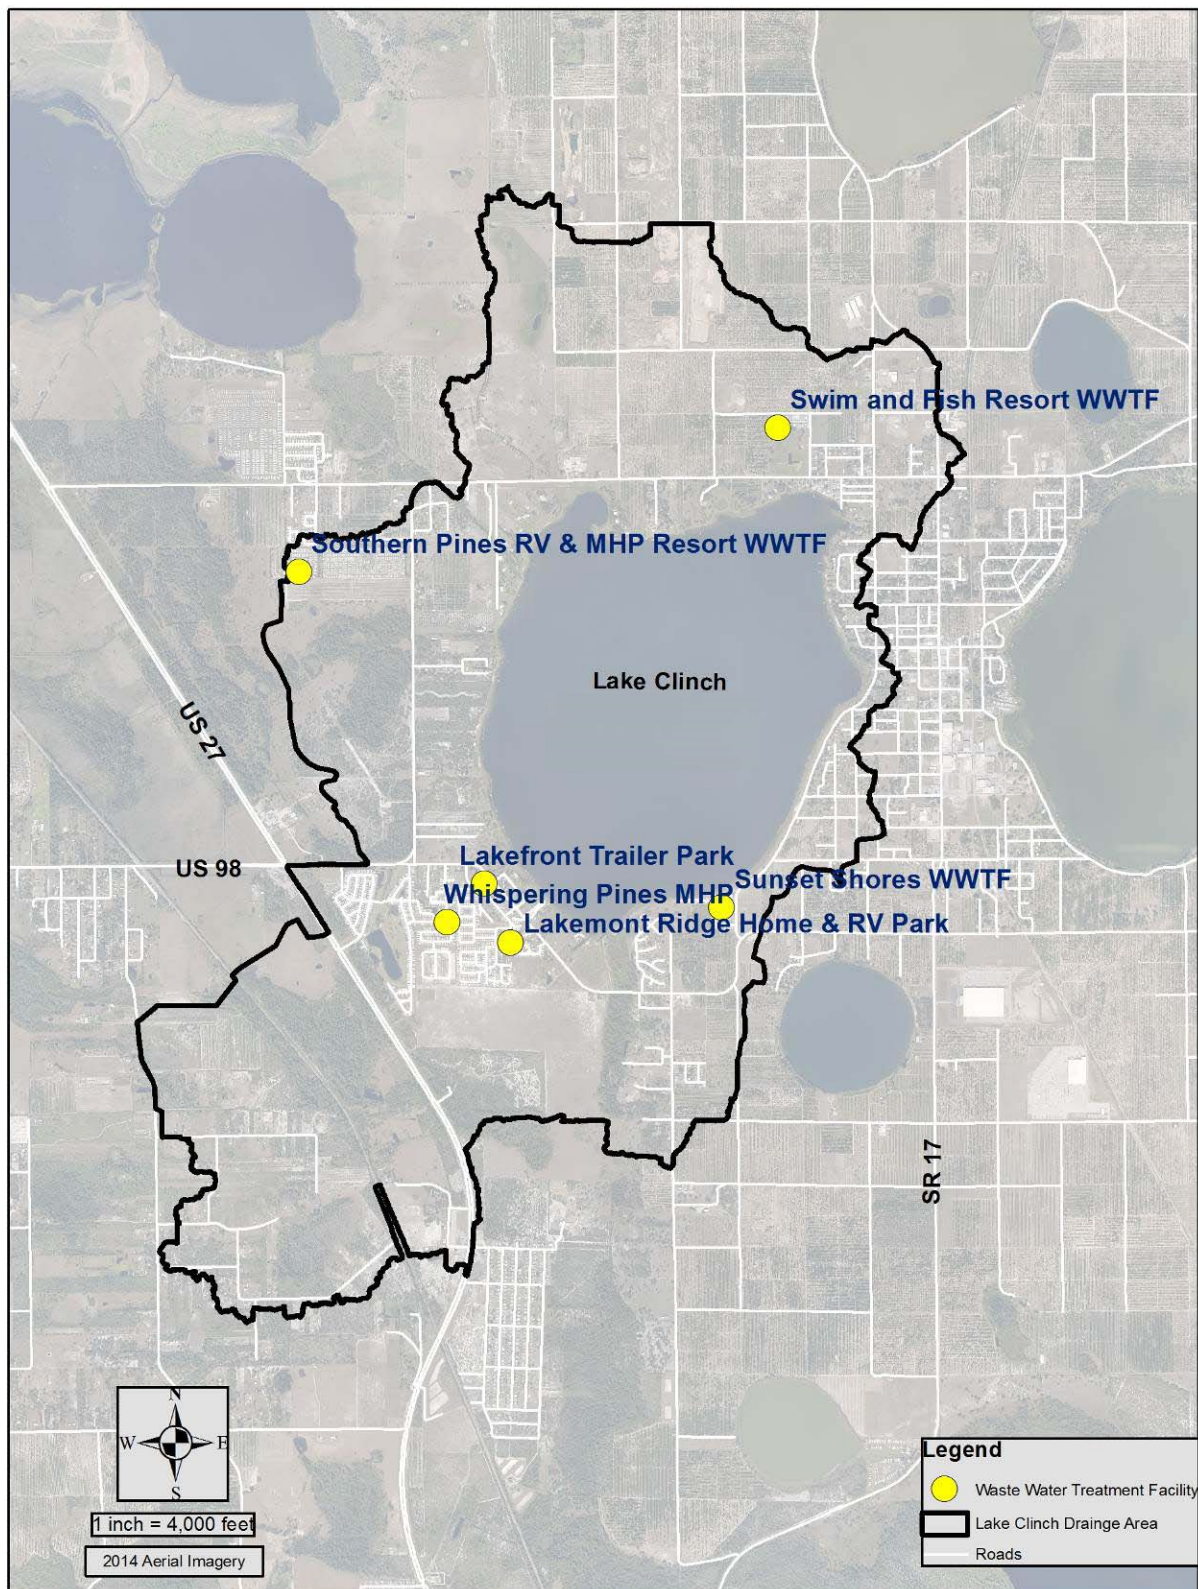 Swim and Fish Resort WWTF
Southern Pines RV & MHP Resort WWTF
Lake Clinch
US 27
US 98
Lakefront Trailer Park
Sunset Shores WWTF
Whispering Pines MHP
Lakemont Ridge Home & RV Park
SR 17
N
W
E
S
1 inch = 4,000 feet
2014 Aerial Imagery
Legend
Waste Water Treatment Facility
Lake Clinch Drainge Area
Roads